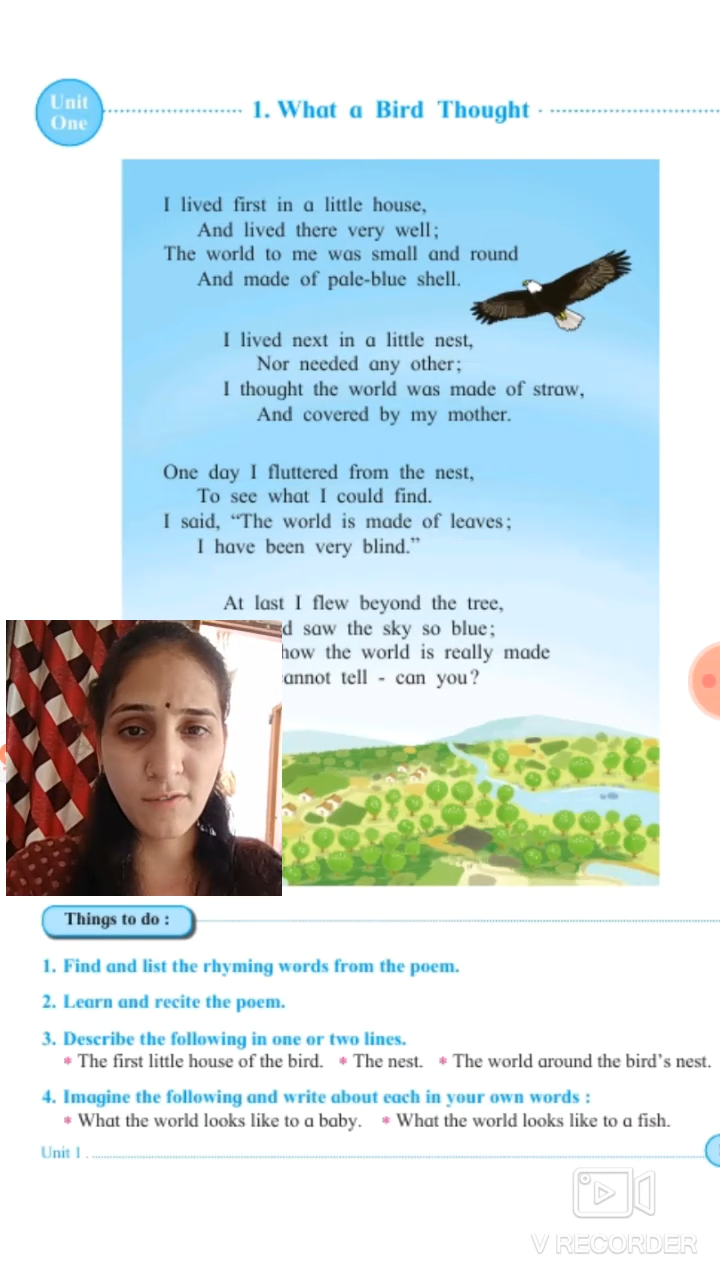 Unit
One
1. What a Bird Thought
I lived first in a little house,
And lived there very well;
The world to me was small and round
And made of pale-blue shell.
I lived next in a little nest,
Nor needed any other;
I thought the world was made of straw,
And covered by my mother.
One day I fluttered from the nest,
To see what I could find.
I said, “The world is made of leaves;
I have been very blind.”
At last I flew beyond the tree,
saw the sky so blue;
how the world is really made
tell - can you?
Things to do :
1. Find and list the rhyming words from the poem.
2. Learn and recite the poem.
3. Describe the following in one or two lines.
* The first little house of the bird. * The nest. * The world around the bird’s nest.
4. Imagine the following and write about each in your own words :
* What the world looks like to a baby. * What the world looks like to a fish.
Unit 1
V RECORDER